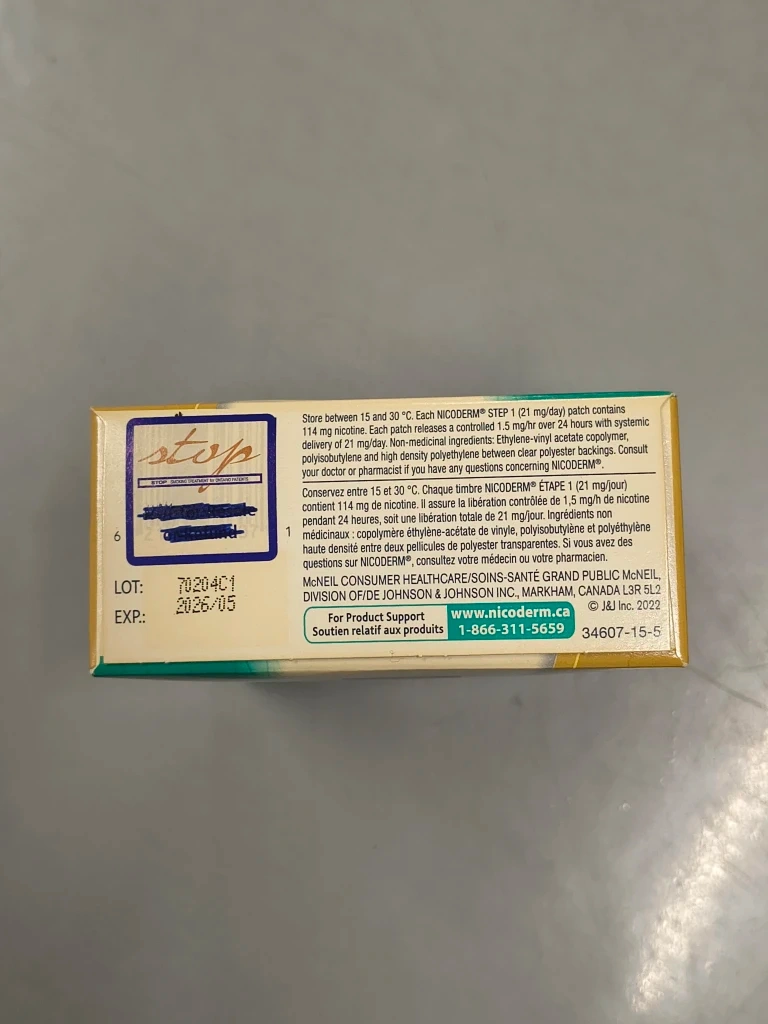 stop
STOP SMOKING TREATMENT for ONTARIO PATIENTS
6
1
LOT: 70204C1
EXP.: 2026/05
Store between 15 and 30 °C. Each NICODERM® STEP 1 (21 mg/day) patch contains
114 mg nicotine. Each patch releases a controlled 1.5 mg/hr over 24 hours with systemic
delivery of 21 mg/day. Non-medicinal ingredients: Ethylene-vinyl acetate copolymer,
polyisobutylene and high density polyethylene between clear polyester backings. Consult
your doctor or pharmacist if you have any questions concerning NICODERM®.
Conservez entre 15 et 30 °C. Chaque timbre NICODERM® ÉTAPE 1 (21 mg/jour)
contient 114 mg de nicotine. Il assure la libération contrôlée de 1,5 mg/h de nicotine
pendant 24 heures, soit une libération totale de 21 mg/jour. Ingrédients non
médicinaux : copolymère éthylène-acétate de vinyle, polyisobutylène et polyéthylène
haute densité entre deux pellicules de polyester transparentes. Si vous avez des
questions sur NICODERM®, consultez votre médecin ou votre pharmacien.
McNEIL CONSUMER HEALTHCARE/SOINS-SANTÉ GRAND PUBLIC McNEIL,
DIVISION OF/DE JOHNSON & JOHNSON INC., MARKHAM, CANADA L3R 5L2
© J&J Inc. 2022
For Product Support
Soutien relatif aux produits
www.nicoderm.ca
1-866-311-5659
34607-15-5